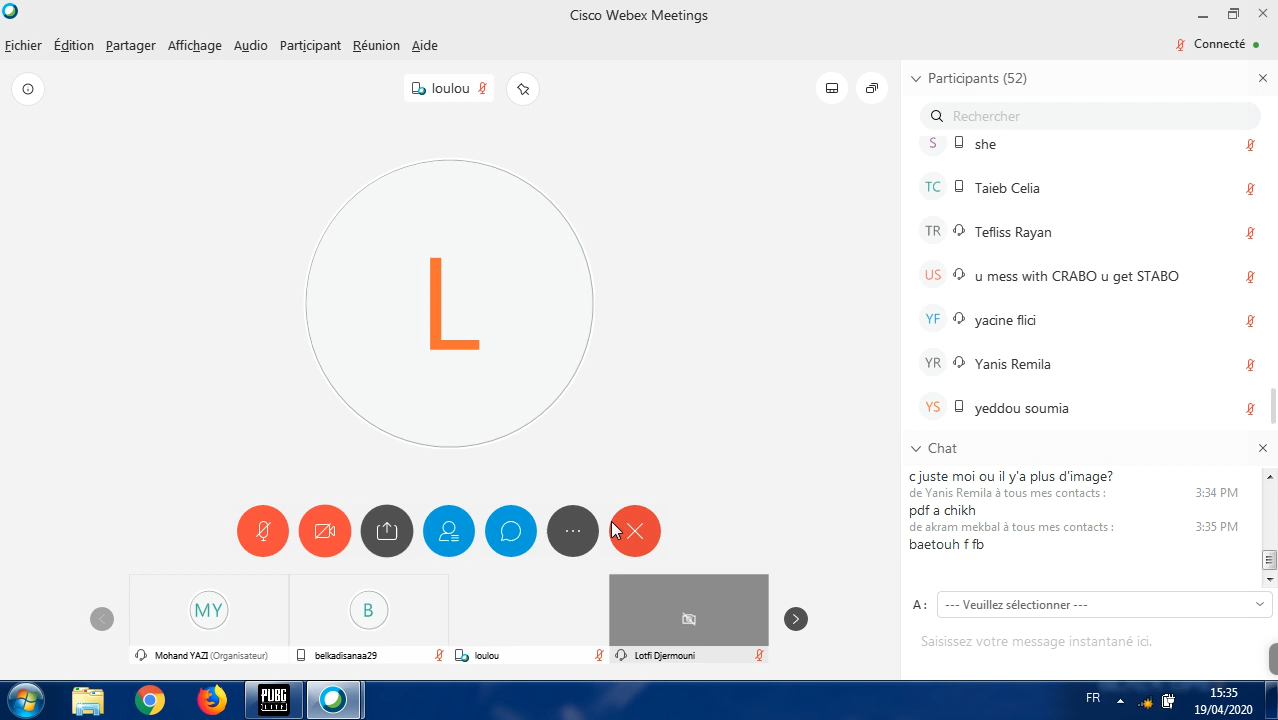 Cisco Webex Meetings
Fichier Édition Partager Affichage Audio Participant Réunion Aide
Connecté
loulou
L
MY
B
Mohand YAZI (Organisateur)
belkadisanaa29
loulou
Lotfi Djermouni
Participants (52)
Rechercher
S she
TC Taieb Celia
TR Tefliss Rayan
US u mess with CRABO u get STABO
YF yacine flici
YR Yanis Remila
YS yeddou soumia
Chat
c juste moi ou il y'a plus d'image?
de Yanis Remila à tous mes contacts : 3:34 PM
pdf a chikh
de akram mekbal à tous mes contacts : 3:35 PM
baetouh f fb
A : --- Veuillez sélectionner ---
Saisissez votre message instantané ici.
PUBG
LITE
FR
15:35
19/04/2020